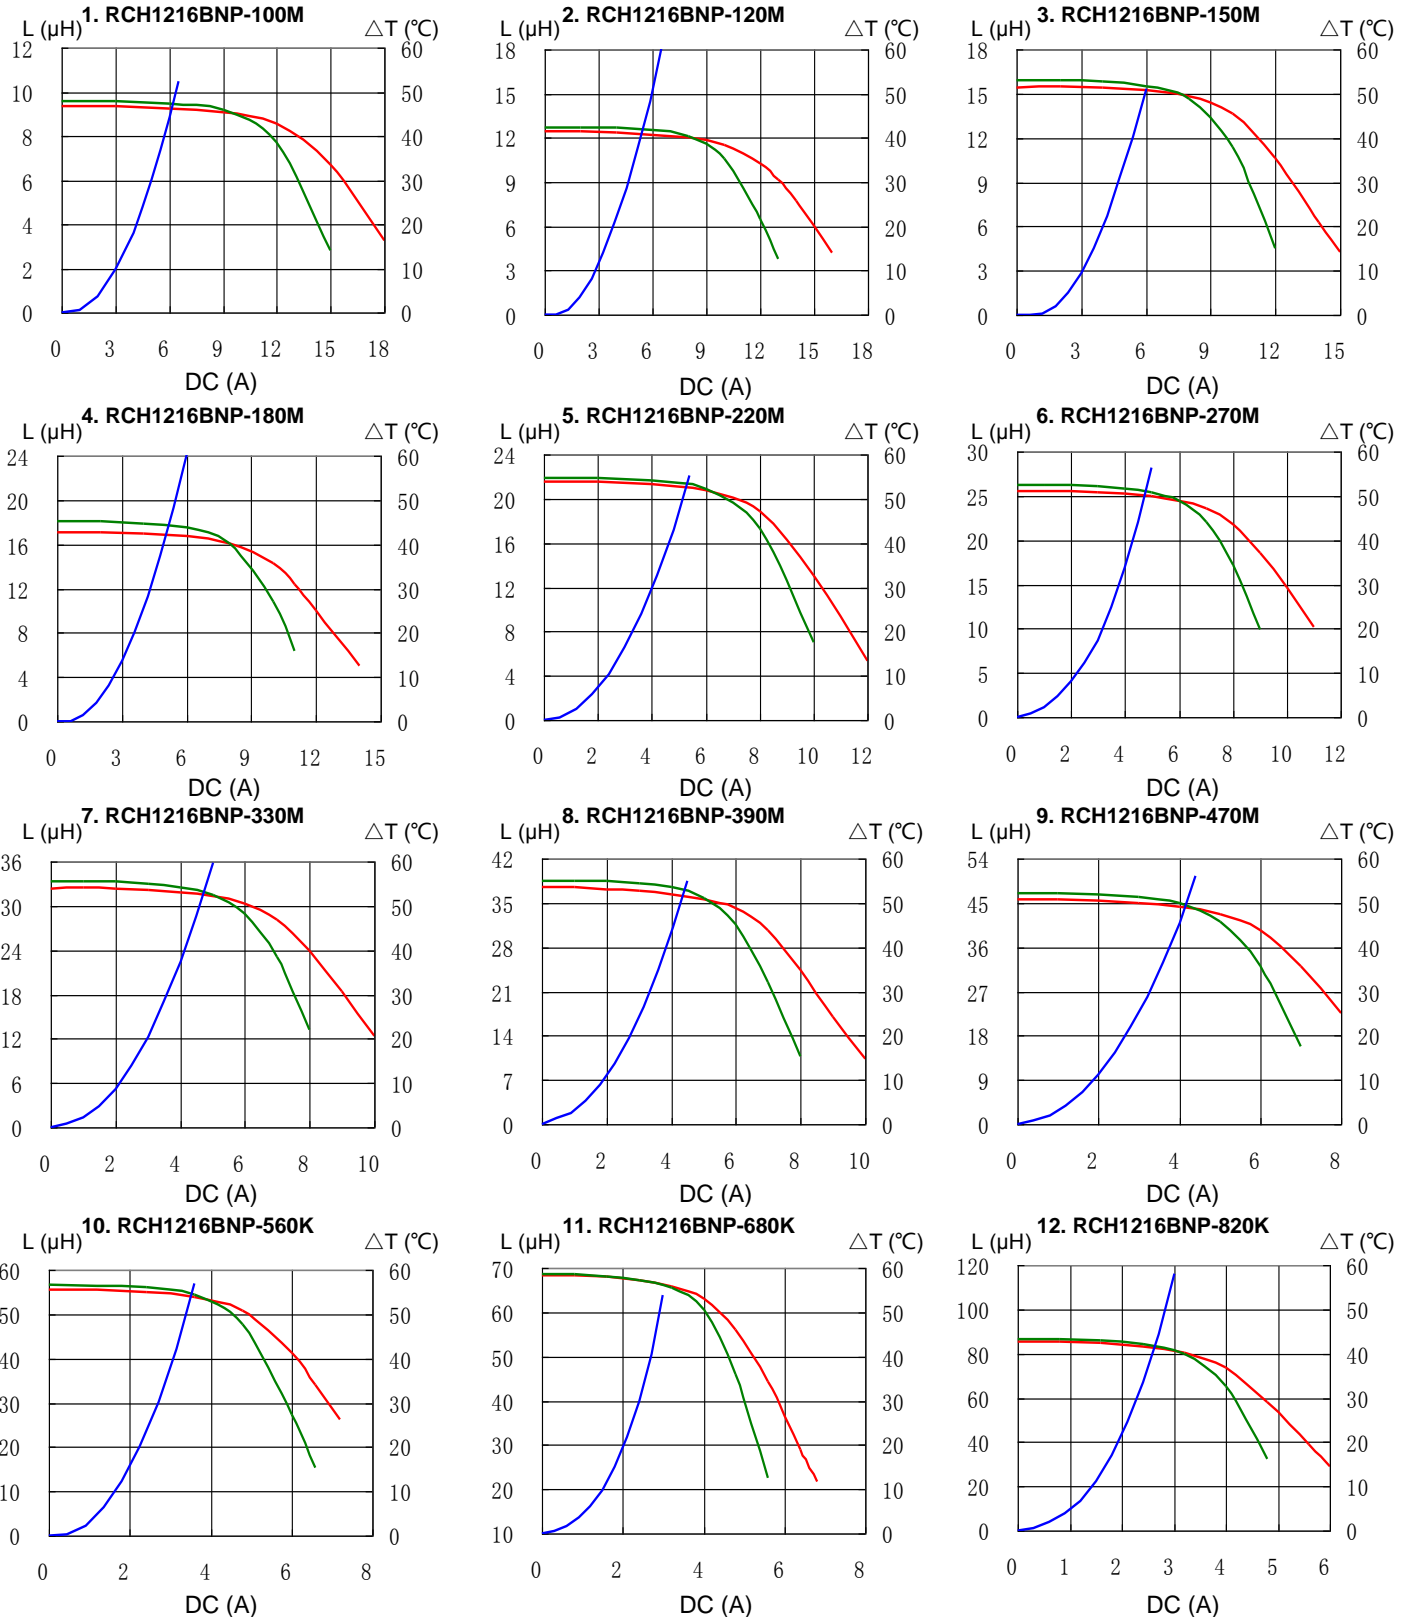 1. RCH1216BNP-100M
L (µH) △T (℃)
12 60
10 50
8 40
6 30
4 20
2 10
0 0
0 3 6 9 12 15 18
DC (A)
2. RCH1216BNP-120M
L (µH) △T (℃)
18 60
15 50
12 40
9 30
6 20
3 10
0 0
0 3 6 9 12 15 18
DC (A)
3. RCH1216BNP-150M
L (µH) △T (℃)
18 60
15 50
12 40
9 30
6 20
3 10
0 0
0 3 6 9 12 15
DC (A)
4. RCH1216BNP-180M
L (µH) △T (℃)
24 60
20 50
16 40
12 30
8 20
4 10
0 0
0 3 6 9 12 15
DC (A)
5. RCH1216BNP-220M
L (µH) △T (℃)
24 60
20 50
16 40
12 30
8 20
4 10
0 0
0 2 4 6 8 10 12
DC (A)
6. RCH1216BNP-270M
L (µH) △T (℃)
30 60
25 50
20 40
15 30
10 20
5 10
0 0
0 2 4 6 8 10 12
DC (A)
7. RCH1216BNP-330M
L (µH) △T (℃)
36 60
30 50
24 40
18 30
12 20
6 10
0 0
0 2 4 6 8 10
DC (A)
8. RCH1216BNP-390M
L (µH) △T (℃)
42 60
35 50
28 40
21 30
14 20
7 10
0 0
0 2 4 6 8 10
DC (A)
9. RCH1216BNP-470M
L (µH) △T (℃)
54 60
45 50
36 40
27 30
18 20
9 10
0 0
0 2 4 6 8
DC (A)
10. RCH1216BNP-560K
L (µH) △T (℃)
60 60
50 50
40 40
30 30
20 20
10 10
0 0
0 2 4 6 8
DC (A)
11. RCH1216BNP-680K
L (µH) △T (℃)
70 60
60 50
50 40
40 30
30 20
20 10
10 0
0 2 4 6 8
DC (A)
12. RCH1216BNP-820K
L (µH) △T (℃)
120 60
100 50
80 40
60 30
40 20
20 10
0 0
0 1 2 3 4 5 6
DC (A)